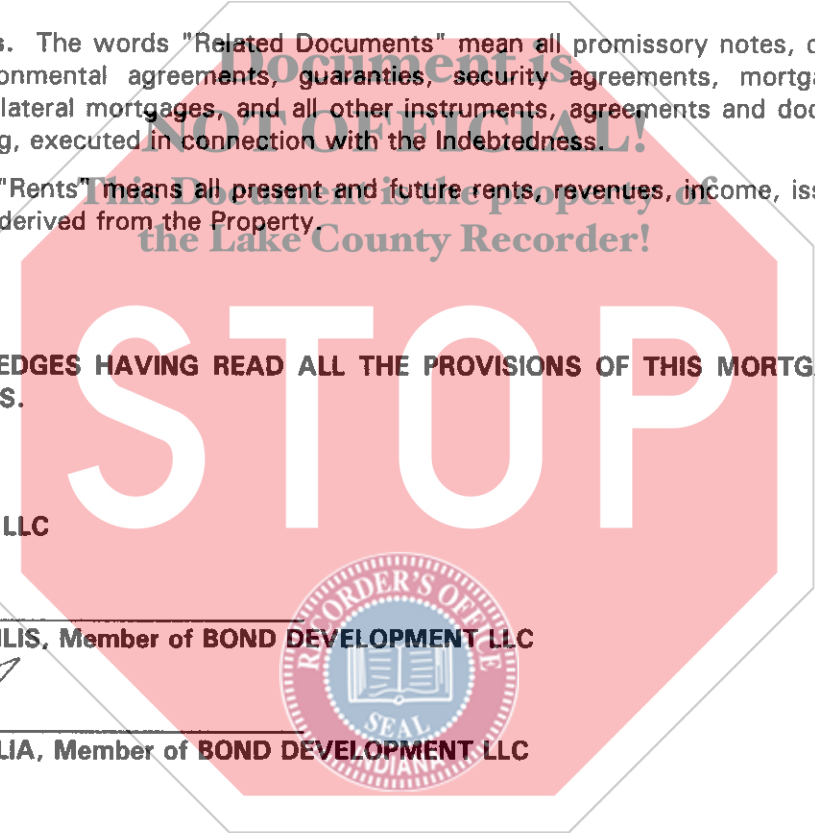 s. The words "Related Documents" mean all promissory notes, c
onmental agreements, guaranties, security agreements, mortga
lateral mortgages, and all other instruments, agreements and doc
g, executed in connection with the Indebtedness.
"Rents" means all present and future rents, revenues, income, iss
derived from the Property.
Document is
NOT OFFICIAL!
This Document is the property of
the Lake County Recorder!
STOP
EDGES HAVING READ ALL THE PROVISIONS OF THIS MORTGA
S.
LLC
ILIS, Member of BOND DEVELOPMENT LLC
LIA, Member of BOND DEVELOPMENT LLC
RECORDER'S OFFICE
SEAL
INDIANA